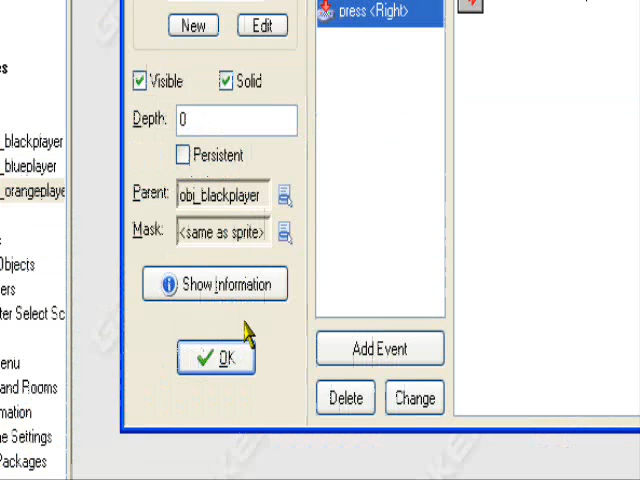 press <Right>
New
Edit
es
Visible
Solid
Depth:
0
_blackplayer
Persistent
_blueplayer
_orangeplaye
Parent:
obj_blackplayer
Mask:
<same as sprite>
Objects
Show Information
ers
ter Select Sc
Add Event
OK
enu
and Rooms
Delete
Change
mation
e Settings
Packages